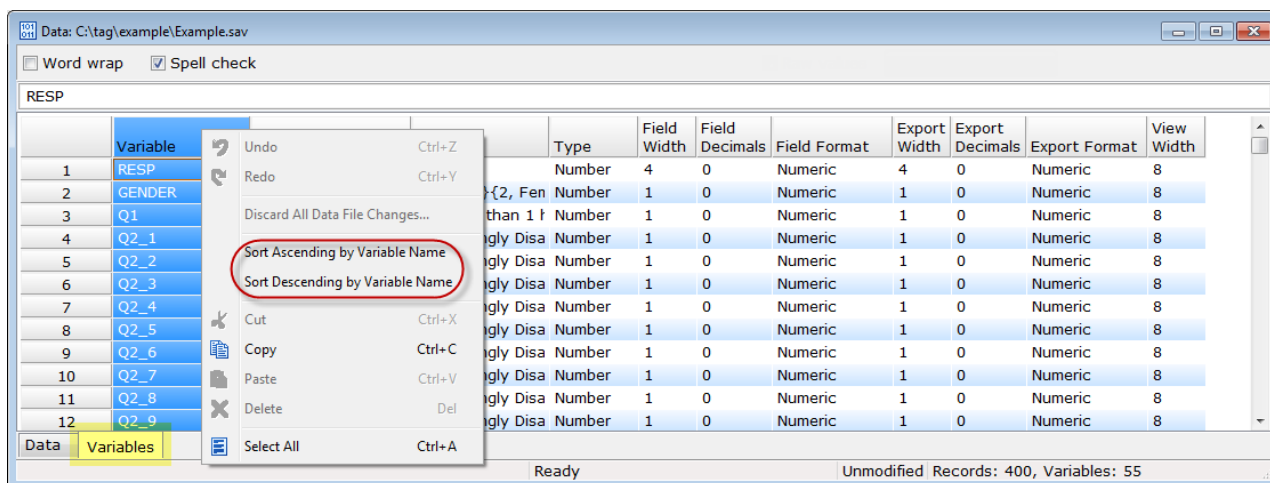 Data: C:\tag\example\Example.sav
Word wrap Spell check
RESP
Variable Type Field Width Field Decimals Field Format Export Width Export Decimals Export Format View Width
1 RESP Number 4 0 Numeric 4 0 Numeric 8
2 GENDER }{2, Fen Number 1 0 Numeric 1 0 Numeric 8
3 Q1 than 1 h Number 1 0 Numeric 1 0 Numeric 8
4 Q2_1 ngly Disa Number 1 0 Numeric 1 0 Numeric 8
5 Q2_2 ngly Disa Number 1 0 Numeric 1 0 Numeric 8
6 Q2_3 ngly Disa Number 1 0 Numeric 1 0 Numeric 8
7 Q2_4 ngly Disa Number 1 0 Numeric 1 0 Numeric 8
8 Q2_5 ngly Disa Number 1 0 Numeric 1 0 Numeric 8
9 Q2_6 ngly Disa Number 1 0 Numeric 1 0 Numeric 8
10 Q2_7 ngly Disa Number 1 0 Numeric 1 0 Numeric 8
11 Q2_8 ngly Disa Number 1 0 Numeric 1 0 Numeric 8
12 Q2_9 ngly Disa Number 1 0 Numeric 1 0 Numeric 8
Undo Ctrl+Z
Redo Ctrl+Y
Discard All Data File Changes...
Sort Ascending by Variable Name
Sort Descending by Variable Name
Cut Ctrl+X
Copy Ctrl+C
Paste Ctrl+V
Delete Del
Select All Ctrl+A
Data Variables
Ready Unmodified Records: 400, Variables: 55